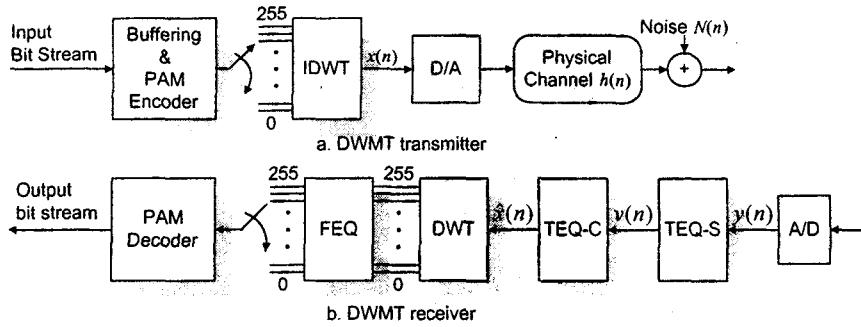 Input
Bit Stream
Buffering
&
PAM
Encoder
255
0
IDWT
x(n)
D/A
Physical
Channel h(n)
Noise N(n)
+
a. DWMT transmitter
Output
bit stream
PAM
Decoder
255
0
FEQ
255
0
DWT
x̂(n)
TEQ-C
v(n)
TEQ-S
y(n)
A/D
b. DWMT receiver